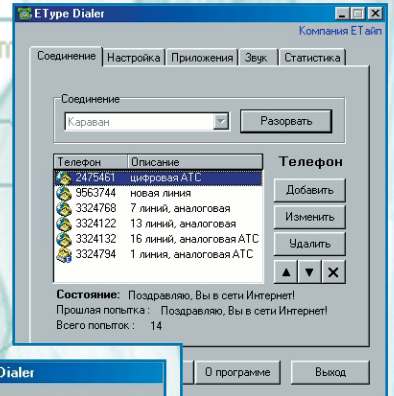 EType Dialer
Компания ЕТайп
Соединение Настройка Приложения Звук Статистика
Соединение
Караван Разорвать
Телефон Описание Телефон
2475461 цифровая АТС
9563744 новая линия Добавить
3324768 7 линий, аналоговая
3324122 13 линий, аналоговая Изменить
3324132 16 линий, аналоговая АТС
3324794 1 линия, аналоговая АТС Удалить
Состояние: Поздравляю, Вы в сети Интернет!
Прошлая попытка : Поздравляю, Вы в сети Интернет!
Всего попыток : 14
Dialer О программе Выход